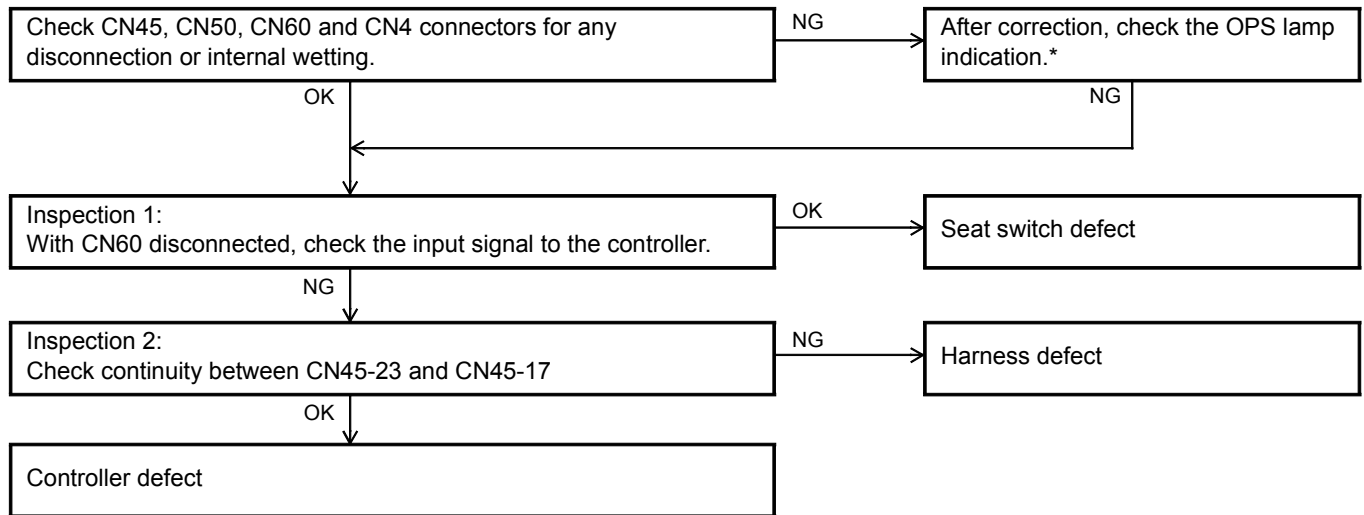 Check CN45, CN50, CN60 and CN4 connectors for any
disconnection or internal wetting.
NG
After correction, check the OPS lamp
indication.*
OK
NG
Inspection 1:
With CN60 disconnected, check the input signal to the controller.
OK
Seat switch defect
NG
Inspection 2:
Check continuity between CN45-23 and CN45-17
NG
Harness defect
OK
Controller defect